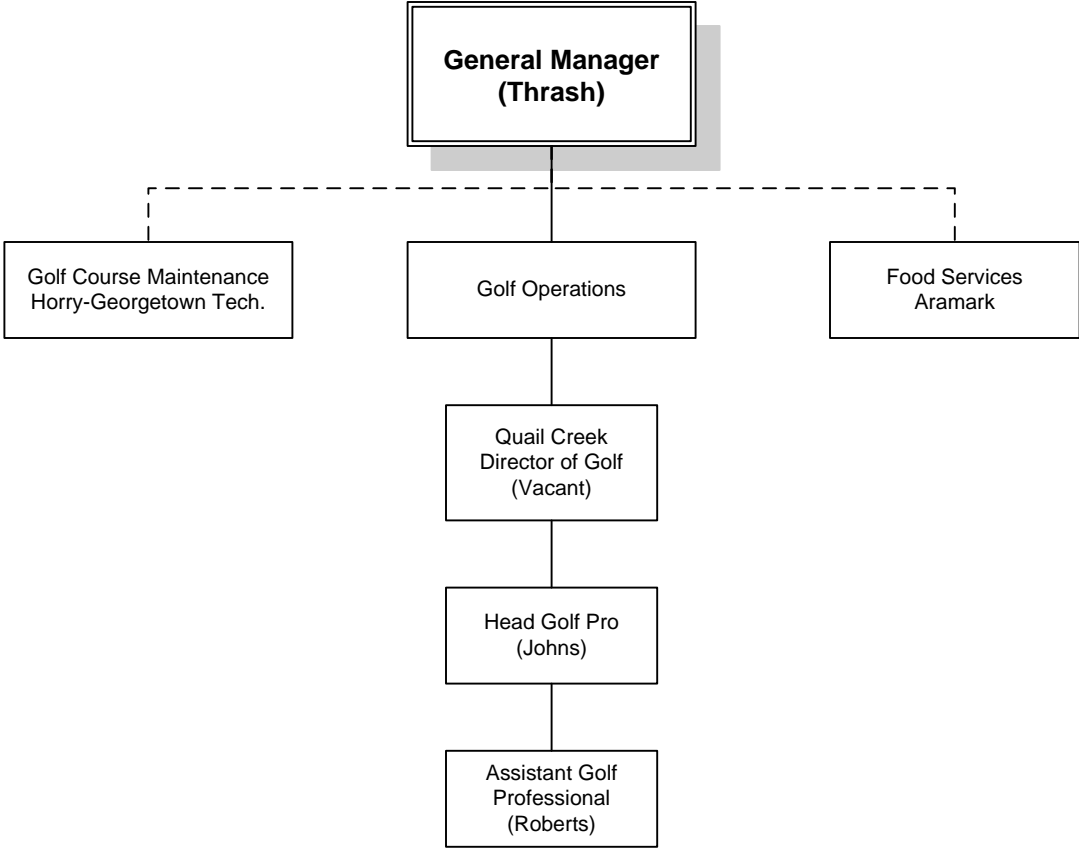 General Manager
(Thrash)
Golf Course Maintenance
Horry-Georgetown Tech.
Golf Operations
Food Services
Aramark
Quail Creek
Director of Golf
(Vacant)
Head Golf Pro
(Johns)
Assistant Golf
Professional
(Roberts)